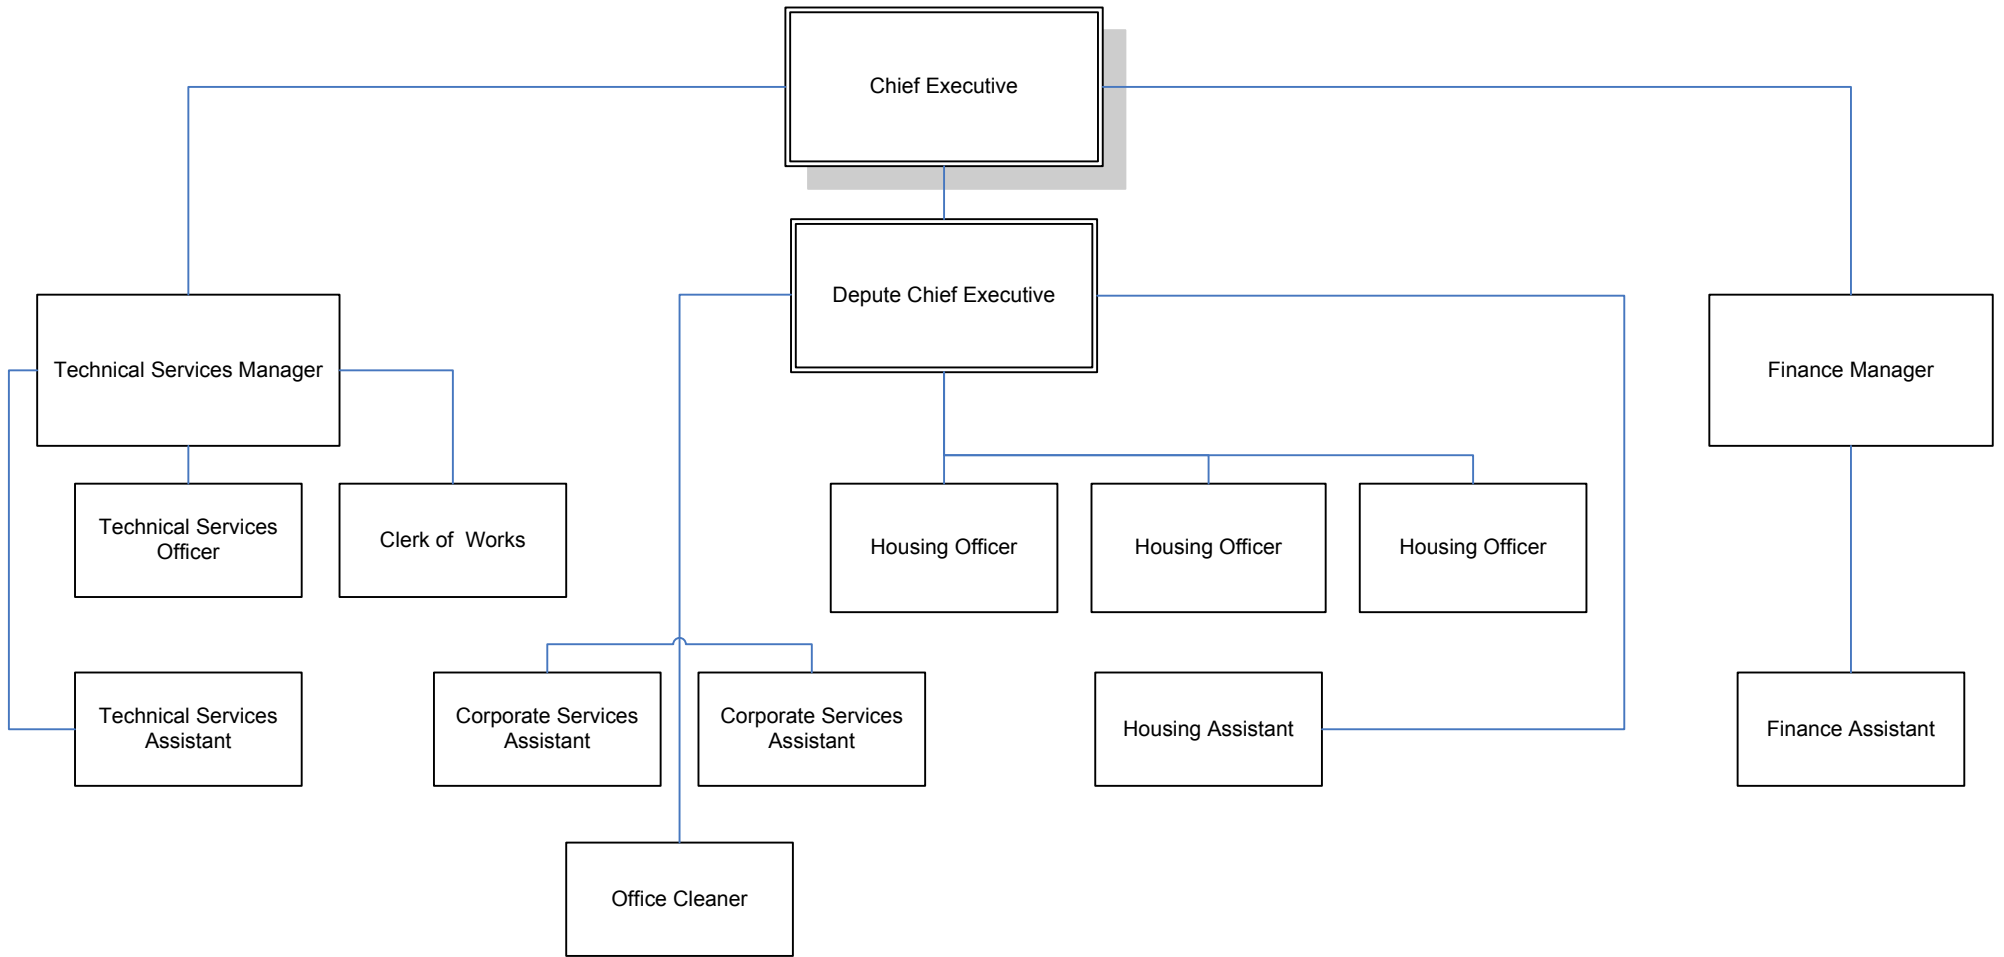 Chief Executive
Depute Chief Executive
Technical Services Manager
Finance Manager
Technical Services
Officer
Clerk of  Works
Housing Officer
Housing Officer
Housing Officer
Technical Services
Assistant
Corporate Services
Assistant
Corporate Services
Assistant
Housing Assistant
Finance Assistant
Office Cleaner